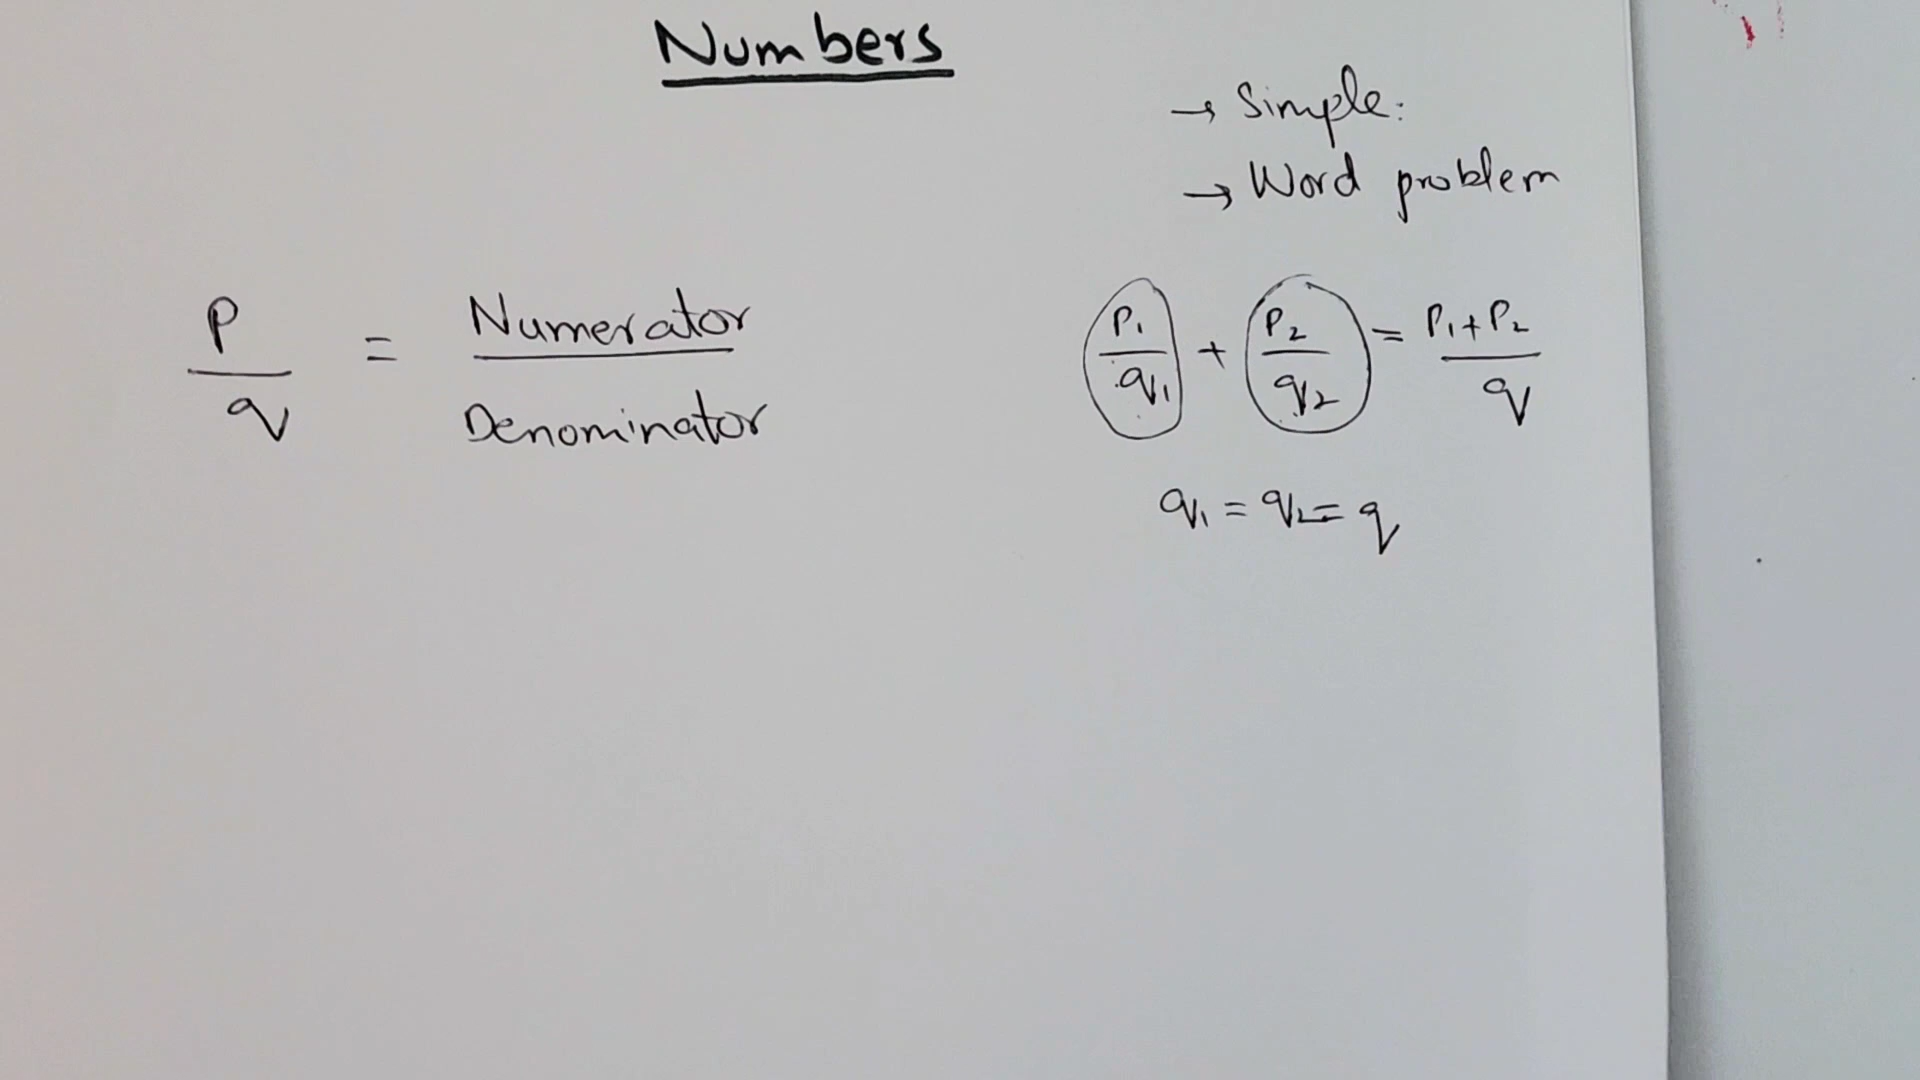 Numbers
→ Simple:
→ Word problem
P/q = Numerator/Denominator
P₁/q₁ + P₂/q₂ = P₁+P₂/q
q₁ = q₂ = q